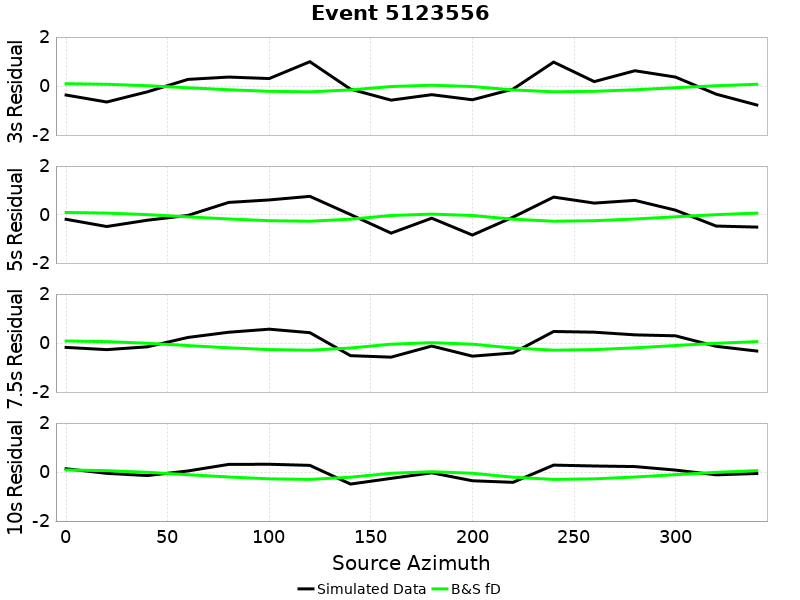 Event 5123556
3s Residual
2
0
-2
5s Residual
2
0
-2
7.5s Residual
2
0
-2
10s Residual
2
0
-2
0 50 100 150 200 250 300
Source Azimuth
Simulated Data B&S fD